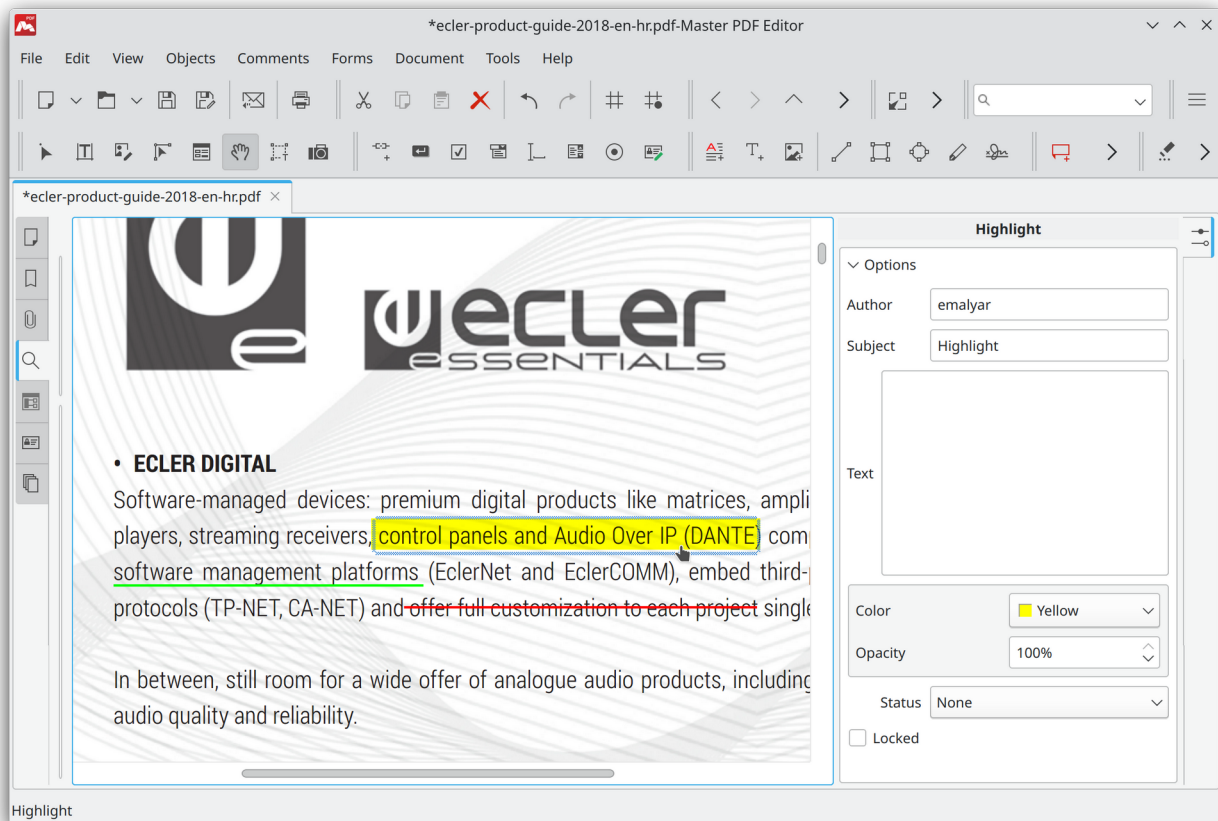 PDF
*ecler-product-guide-2018-en-hr.pdf-Master PDF Editor
File Edit View Objects Comments Forms Document Tools Help
*ecler-product-guide-2018-en-hr.pdf
e
ecler
essentials
• ECLER DIGITAL
Software-managed devices: premium digital products like matrices, ampli
players, streaming receivers, control panels and Audio Over IP (DANTE) com
software management platforms (EclerNet and EclerCOMM), embed third-
protocols (TP-NET, CA-NET) and offer full customization to each project single
In between, still room for a wide offer of analogue audio products, including
audio quality and reliability.
Highlight
Options
Author emalyar
Subject Highlight
Text
Color Yellow
Opacity 100%
Status None
Locked
Highlight